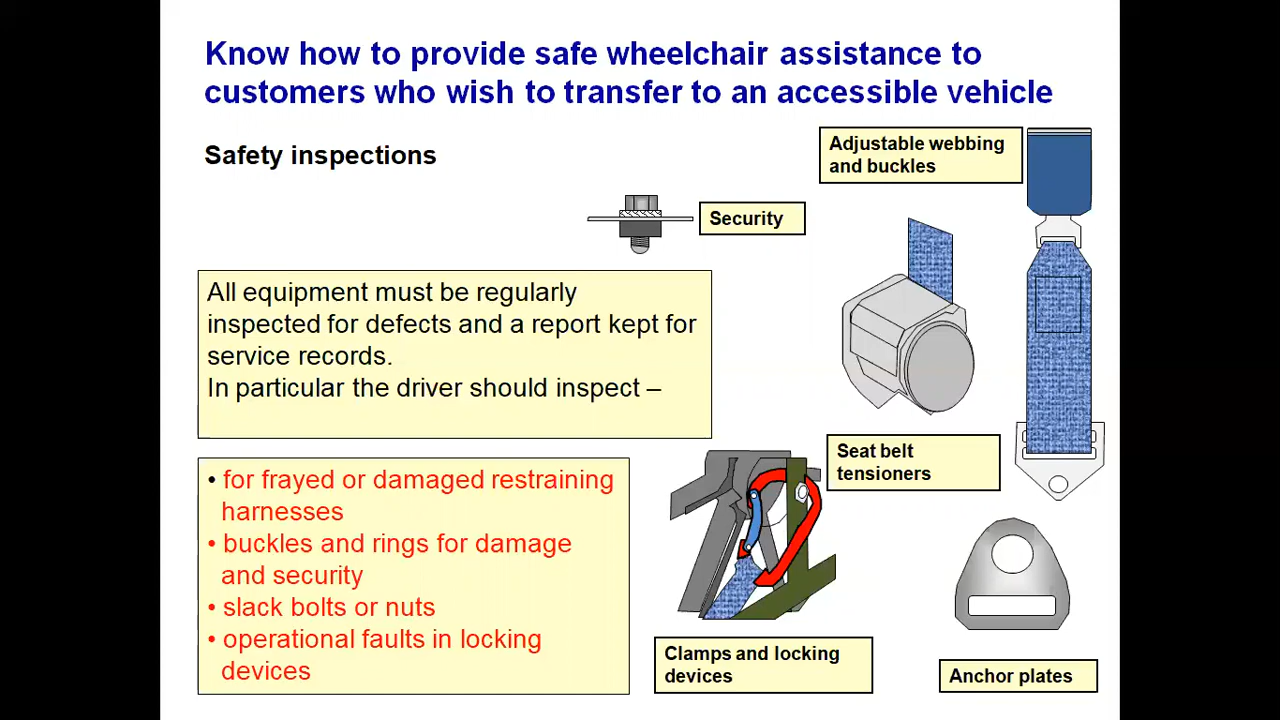 Know how to provide safe wheelchair assistance to
customers who wish to transfer to an accessible vehicle
Safety inspections
Adjustable webbing
and buckles
Security
All equipment must be regularly
inspected for defects and a report kept for
service records.
In particular the driver should inspect –
Seat belt
tensioners
• for frayed or damaged restraining
harnesses
• buckles and rings for damage
and security
• slack bolts or nuts
• operational faults in locking
devices
Clamps and locking
devices
Anchor plates